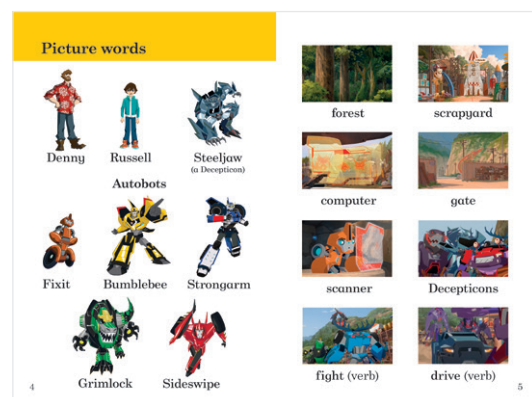 Picture words
Denny Russell Steeljaw
(a Decepticon)
Autobots
Fixit Bumblebee Strongarm
Grimlock Sideswipe
4
forest scrapyard
computer gate
scanner Decepticons
fight (verb) drive (verb)
5